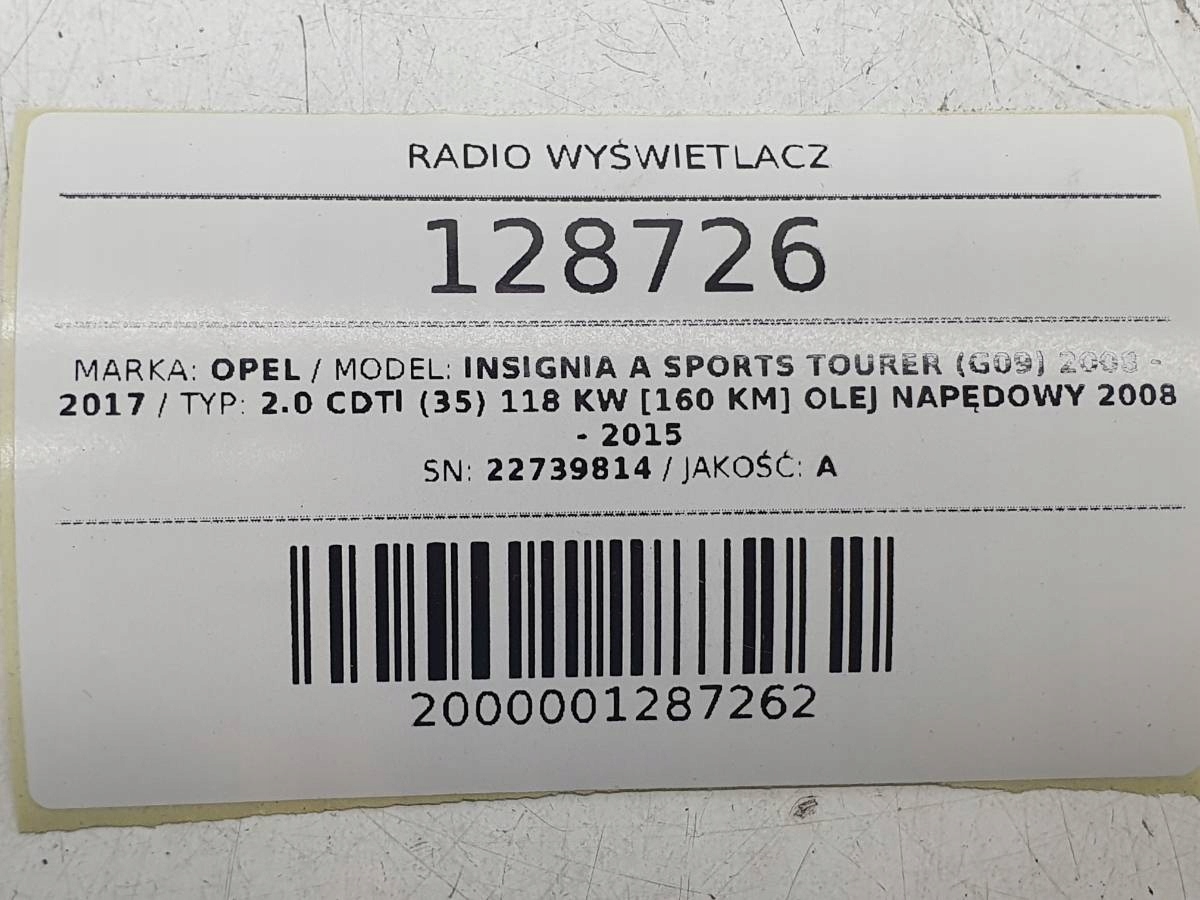 RADIO WYŚWIETLACZ
128726
MARKA: OPEL / MODEL: INSIGNIA A SPORTS TOURER (G09) 2008 -
2017 / TYP: 2.0 CDTI (35) 118 KW [160 KM] OLEJ NAPĘDOWY 2008
- 2015
SN: 22739814 / JAKOŚĆ: A
2000001287262